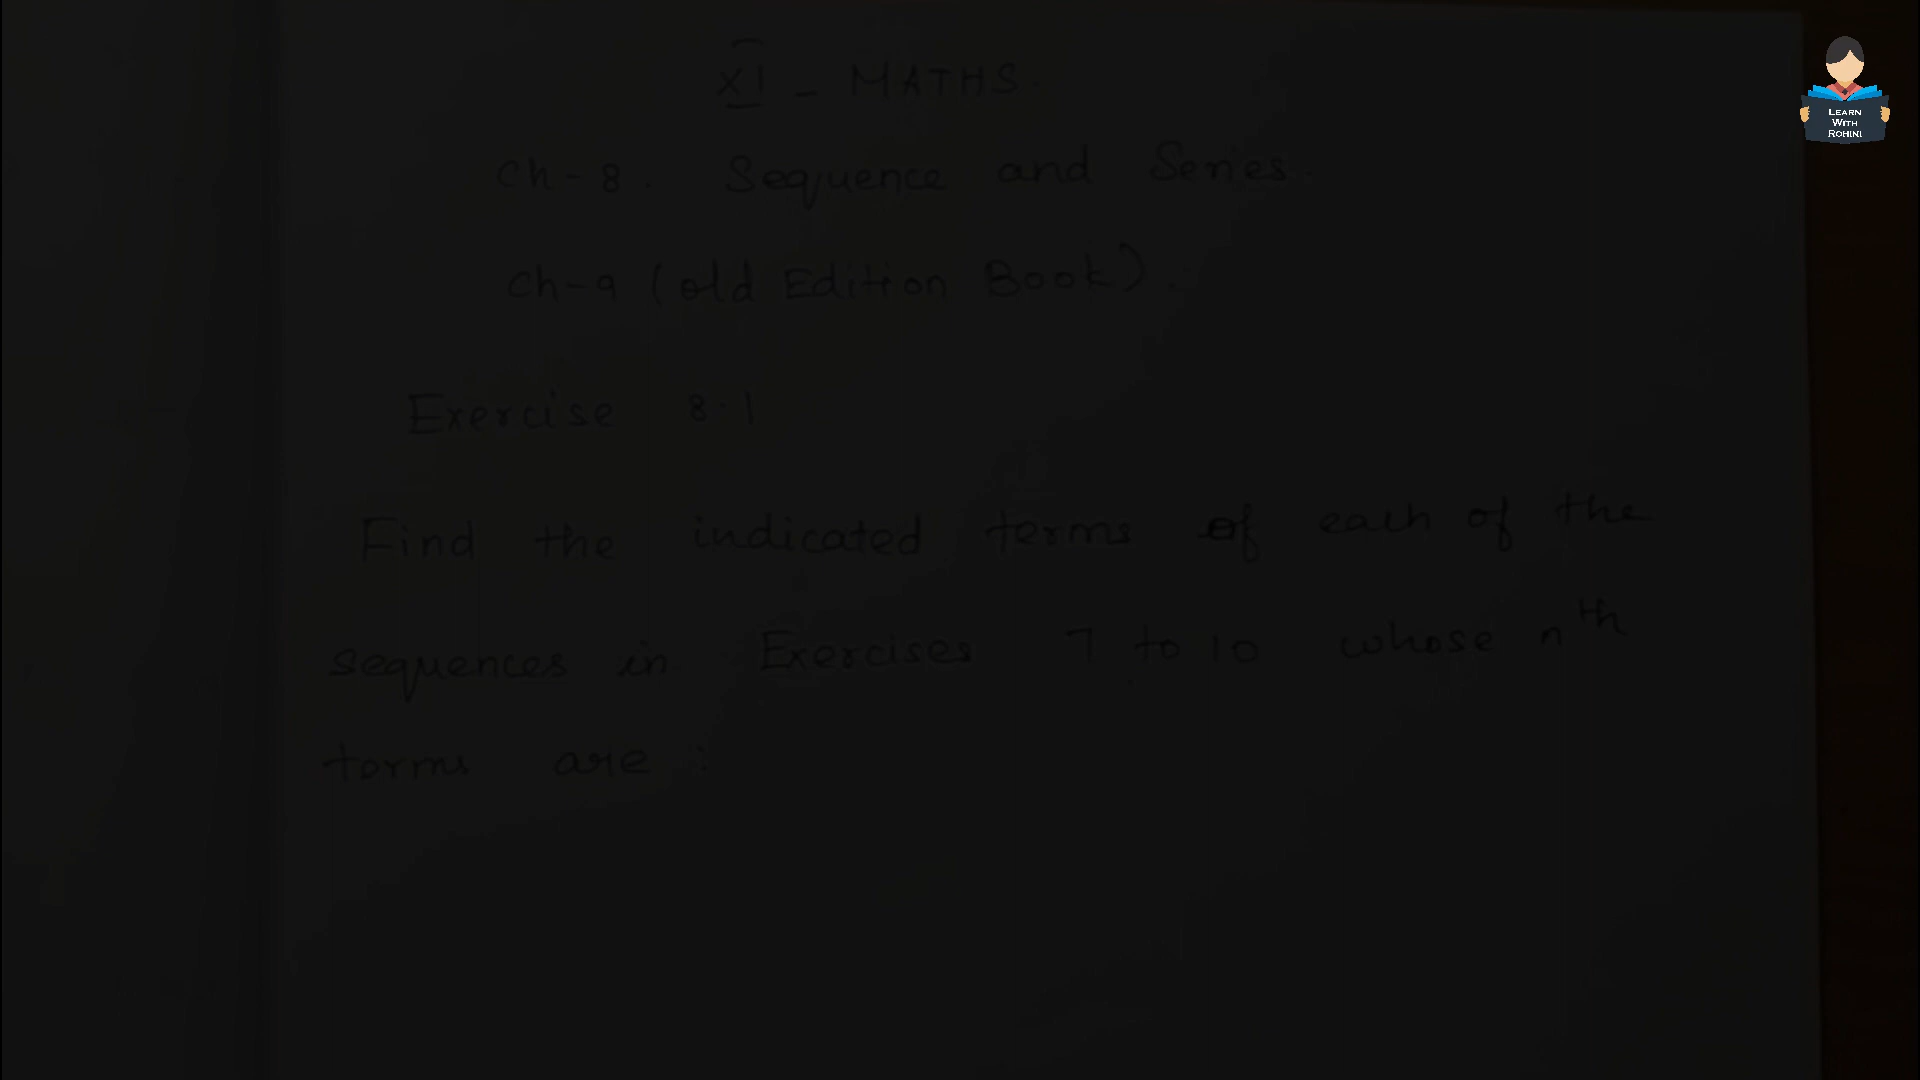 XI - MATHS.
Ch-8. Sequence and Series.
Ch-9 (old Edition Book)
Exercise 8.1
Find the indicated terms of each of the
sequences in Exercises 7 to 10 whose nth
terms are :
LEARN
WITH
ROHINI